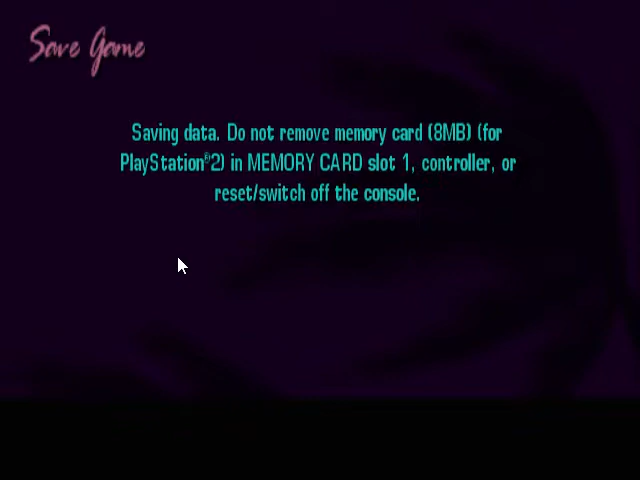 Save Game
Saving data. Do not remove memory card (8MB) (for
PlayStation®2) in MEMORY CARD slot 1, controller, or
reset/switch off the console.